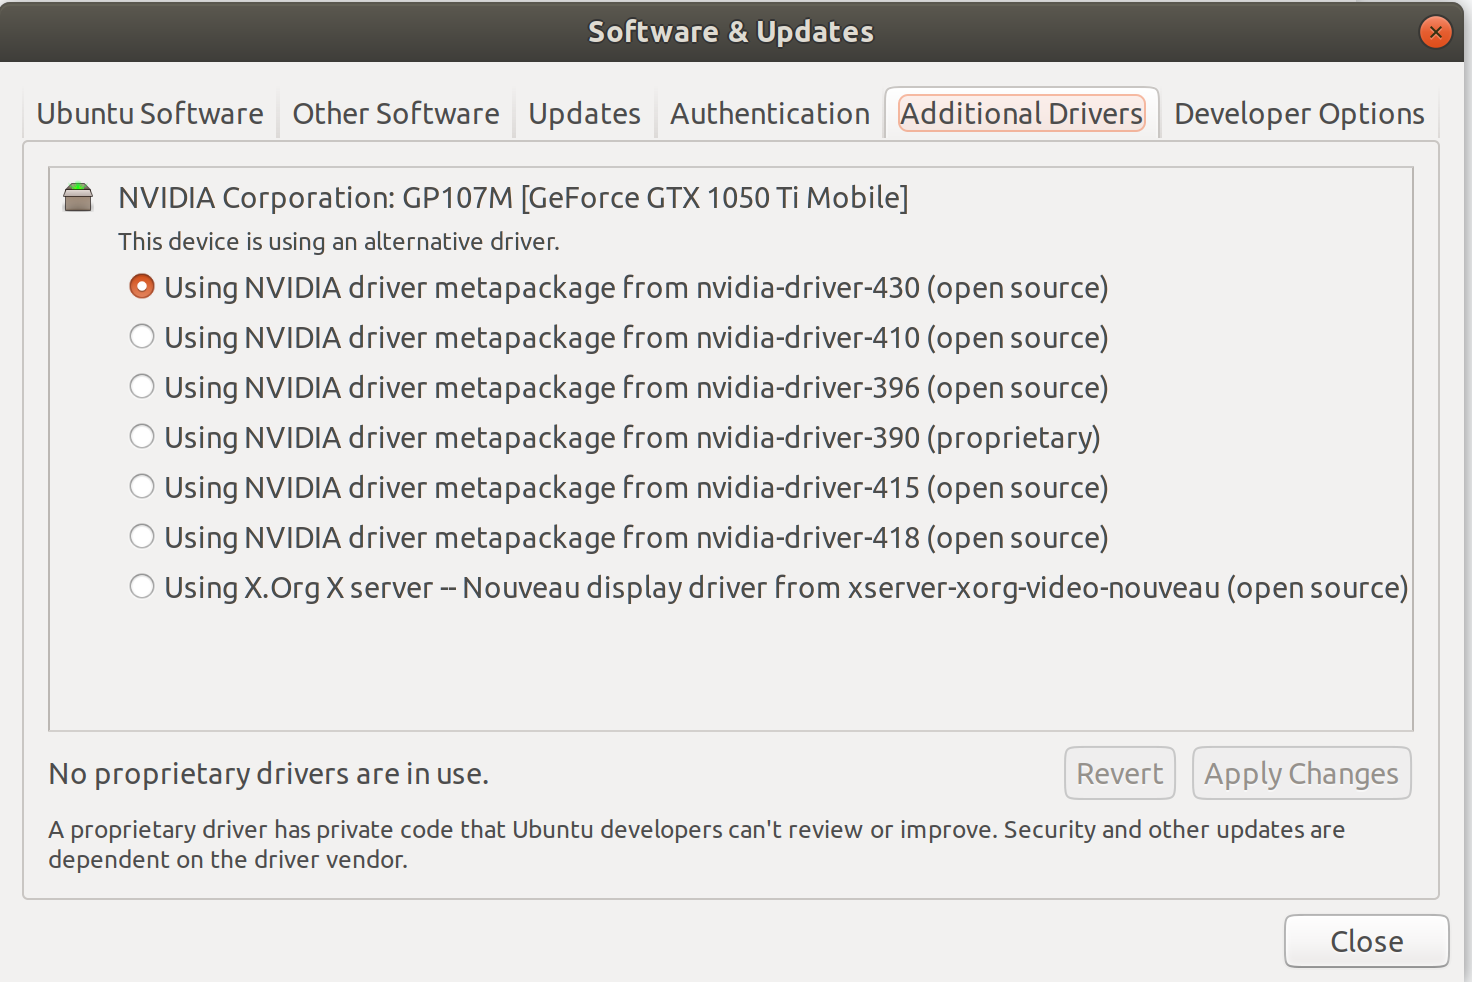 Software & Updates
Ubuntu Software
Other Software
Updates
Authentication
Additional Drivers
Developer Options
NVIDIA Corporation: GP107M [GeForce GTX 1050 Ti Mobile]
This device is using an alternative driver.
Using NVIDIA driver metapackage from nvidia-driver-430 (open source)
Using NVIDIA driver metapackage from nvidia-driver-410 (open source)
Using NVIDIA driver metapackage from nvidia-driver-396 (open source)
Using NVIDIA driver metapackage from nvidia-driver-390 (proprietary)
Using NVIDIA driver metapackage from nvidia-driver-415 (open source)
Using NVIDIA driver metapackage from nvidia-driver-418 (open source)
Using X.Org X server -- Nouveau display driver from xserver-xorg-video-nouveau (open source)
No proprietary drivers are in use.
Revert
Apply Changes
A proprietary driver has private code that Ubuntu developers can't review or improve. Security and other updates are
dependent on the driver vendor.
Close